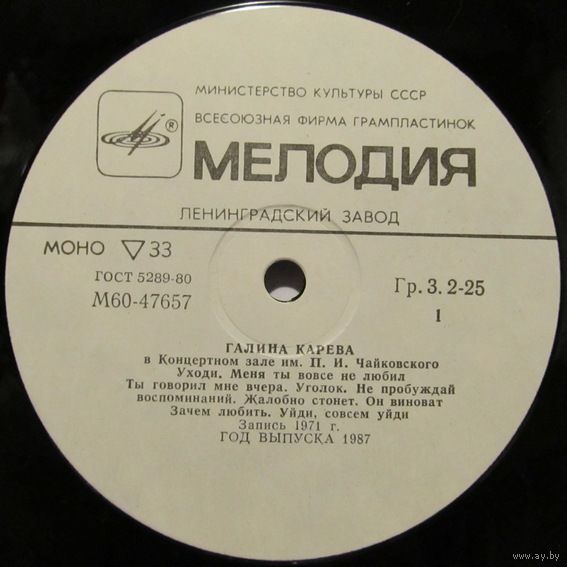 МИНИСТЕРСТВО КУЛЬТУРЫ СССР
ВСЕСОЮЗНАЯ ФИРМА ГРАМПЛАСТИНОК
®
МЕЛОДИЯ
ЛЕНИНГРАДСКИЙ ЗАВОД
МОНО ▽ 33
ГОСТ 5289-80
М60-47657
Гр. 3. 2-25
1
ГАЛИНА КАРЕВА
в Концертном зале им. П. И. Чайковского
Уходи. Меня ты вовсе не любил
Ты говорил мне вчера. Уголок. Не пробуждай
воспоминаний. Жалобно стонет. Он виноват
Зачем любить. Уйди, совсем уйди
Запись 1971 г.
ГОД ВЫПУСКА 1987
www.ay.by